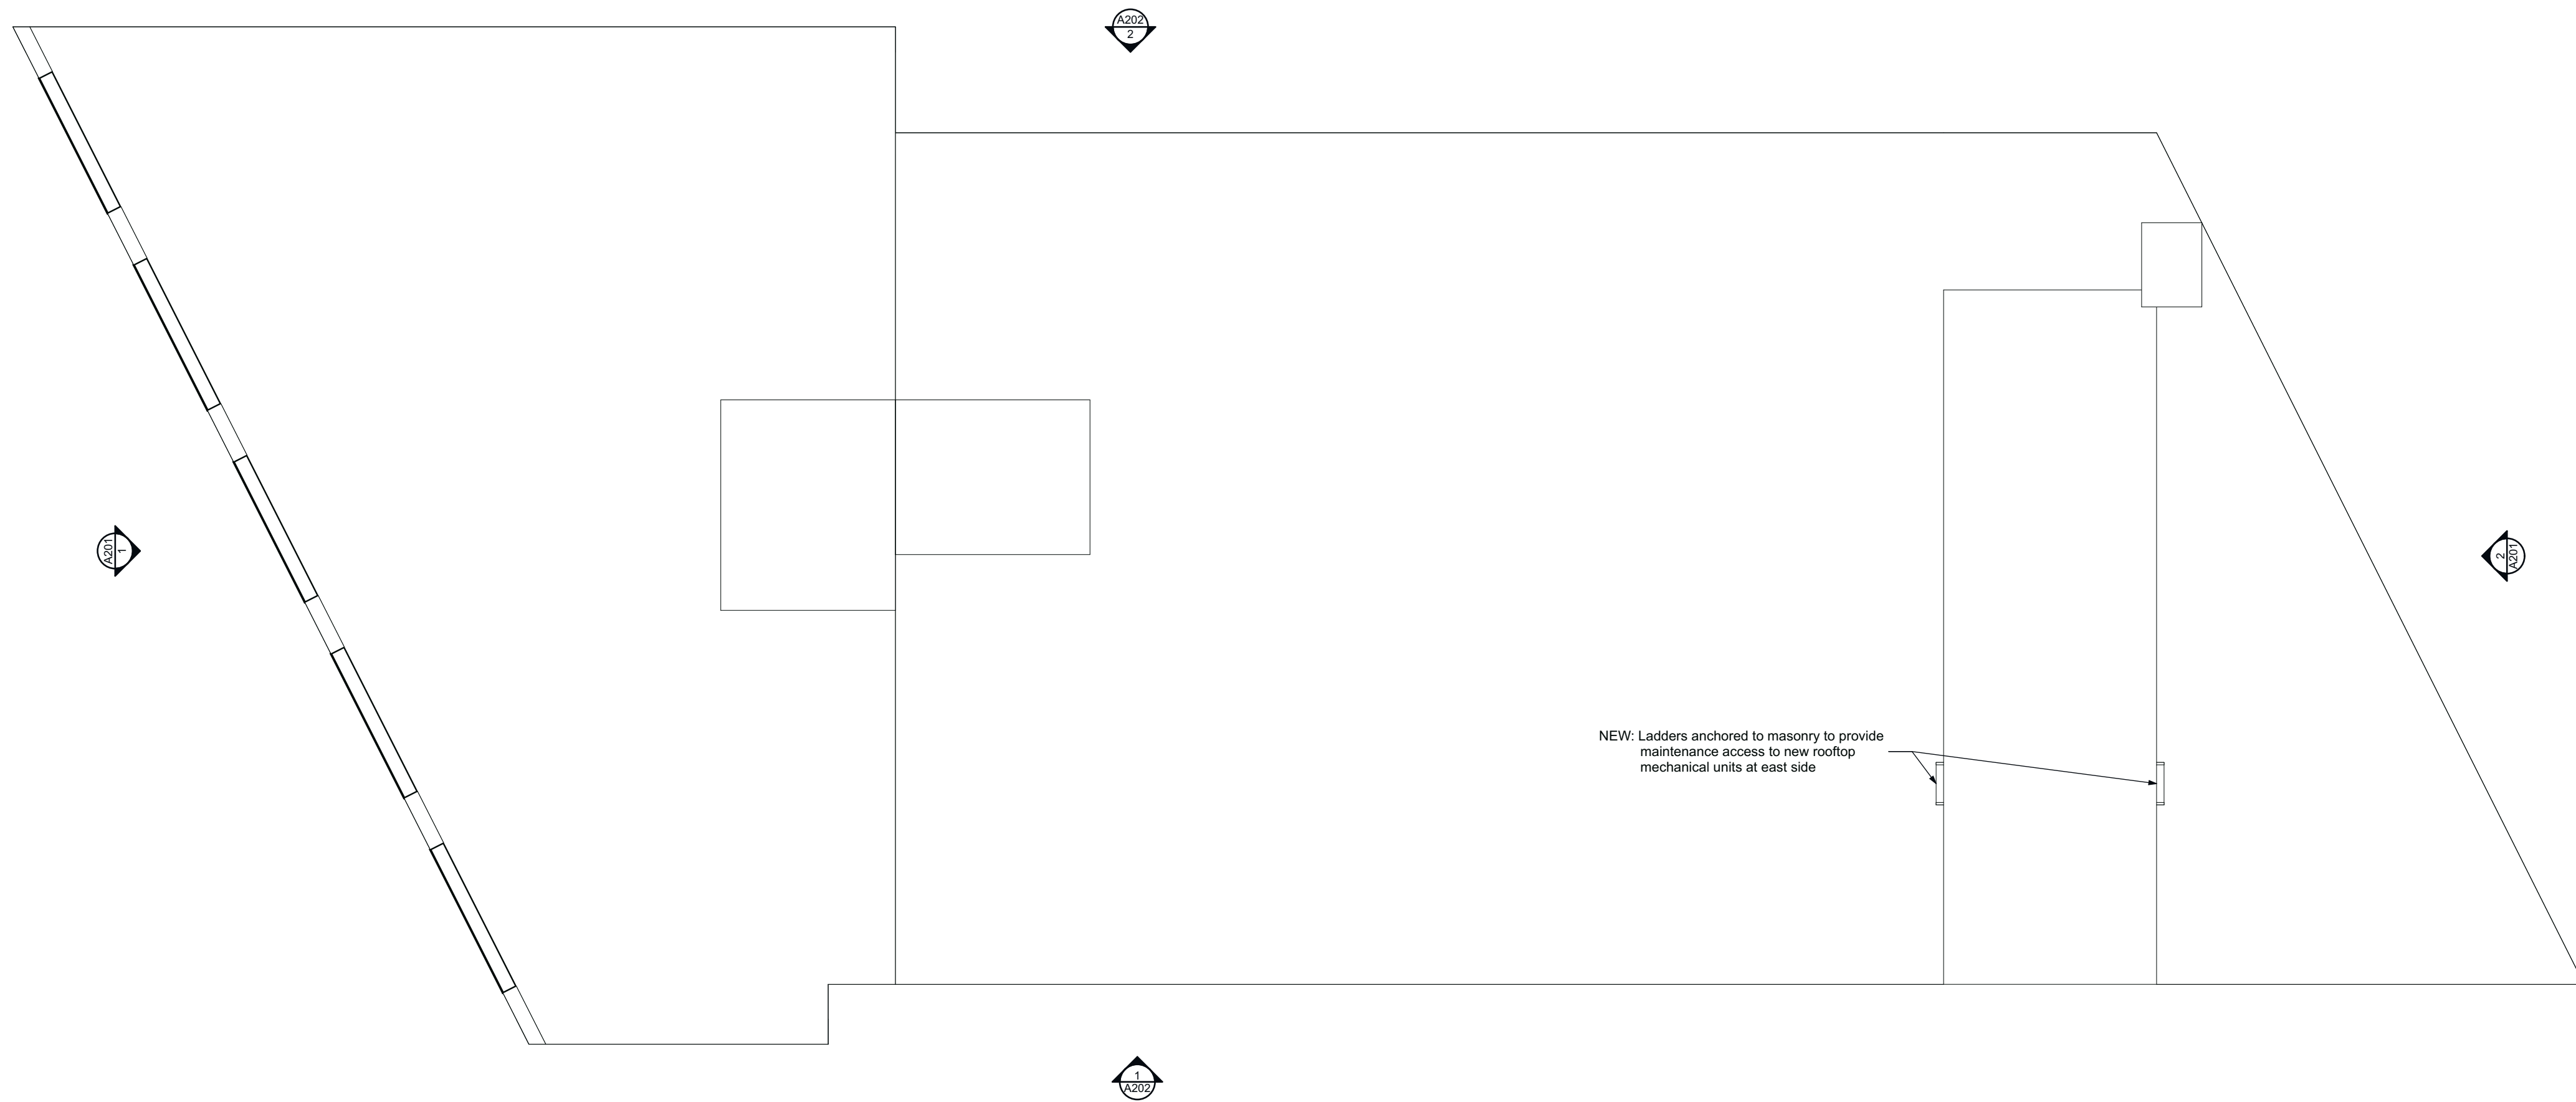 A202
2
A201
1
2
A201
NEW: Ladders anchored to masonry to provide
maintenance access to new rooftop
mechanical units at east side
1
A202